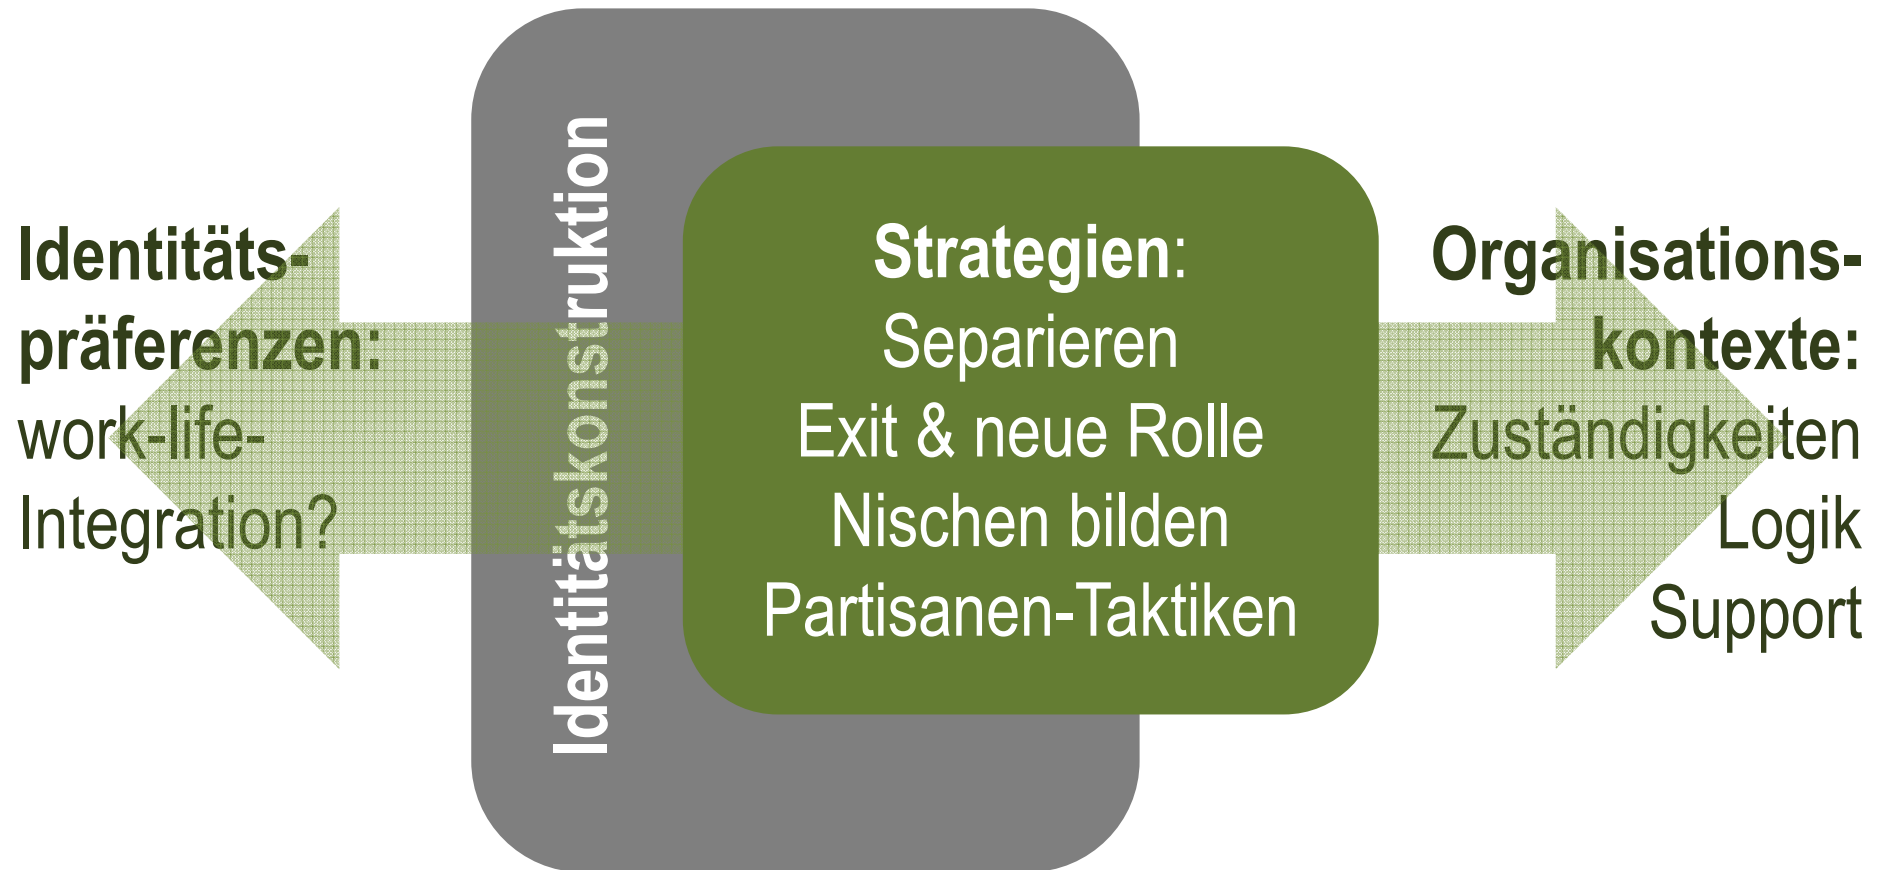 Identitäts-
präferenzen:
work-life-
Integration?
Identitätskonstruktion
Strategien:
Separieren
Exit & neue Rolle
Nischen bilden
Partisanen-Taktiken
Organisations-
kontexte:
Zuständigkeiten
Logik
Support